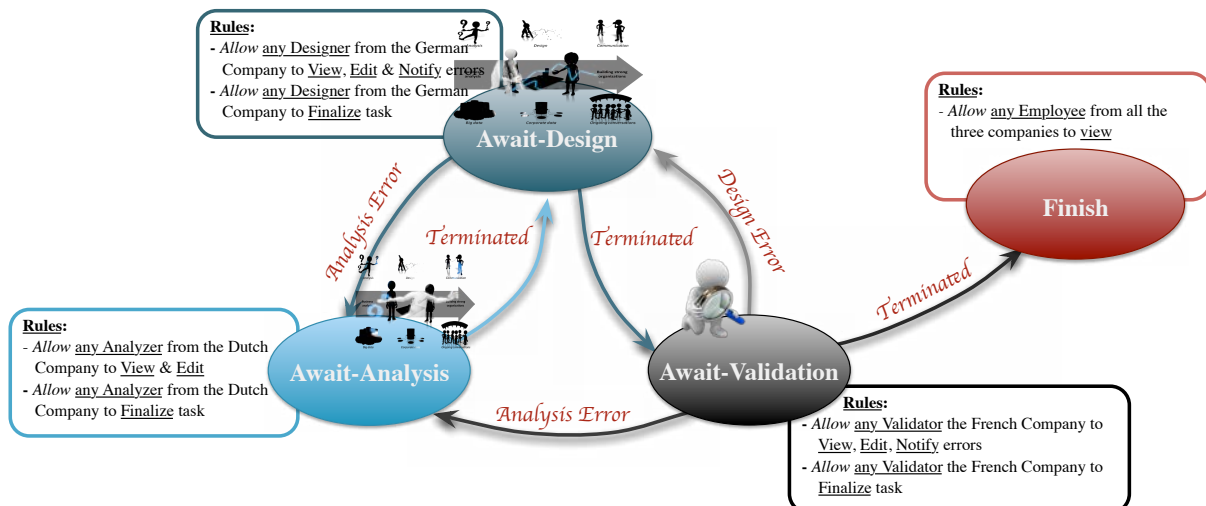 Rules:
- Allow any Designer from the German
Company to View, Edit & Notify errors
- Allow any Designer from the German
Company to Finalize task
Design
Communication
Building strong
organizations
Big data
Corporate data
Await-Design
Rules:
- Allow any Employee from all the
three companies to view
Finish
Analysis Error
Terminated
Terminated
Design Error
Terminated
Rules:
- Allow any Analyzer from the Dutch
Company to View & Edit
- Allow any Analyzer from the Dutch
Company to Finalize task
Await-Analysis
Await-Validation
Analysis Error
Rules:
- Allow any Validator the French Company to
View, Edit, Notify errors
- Allow any Validator the French Company to
Finalize task